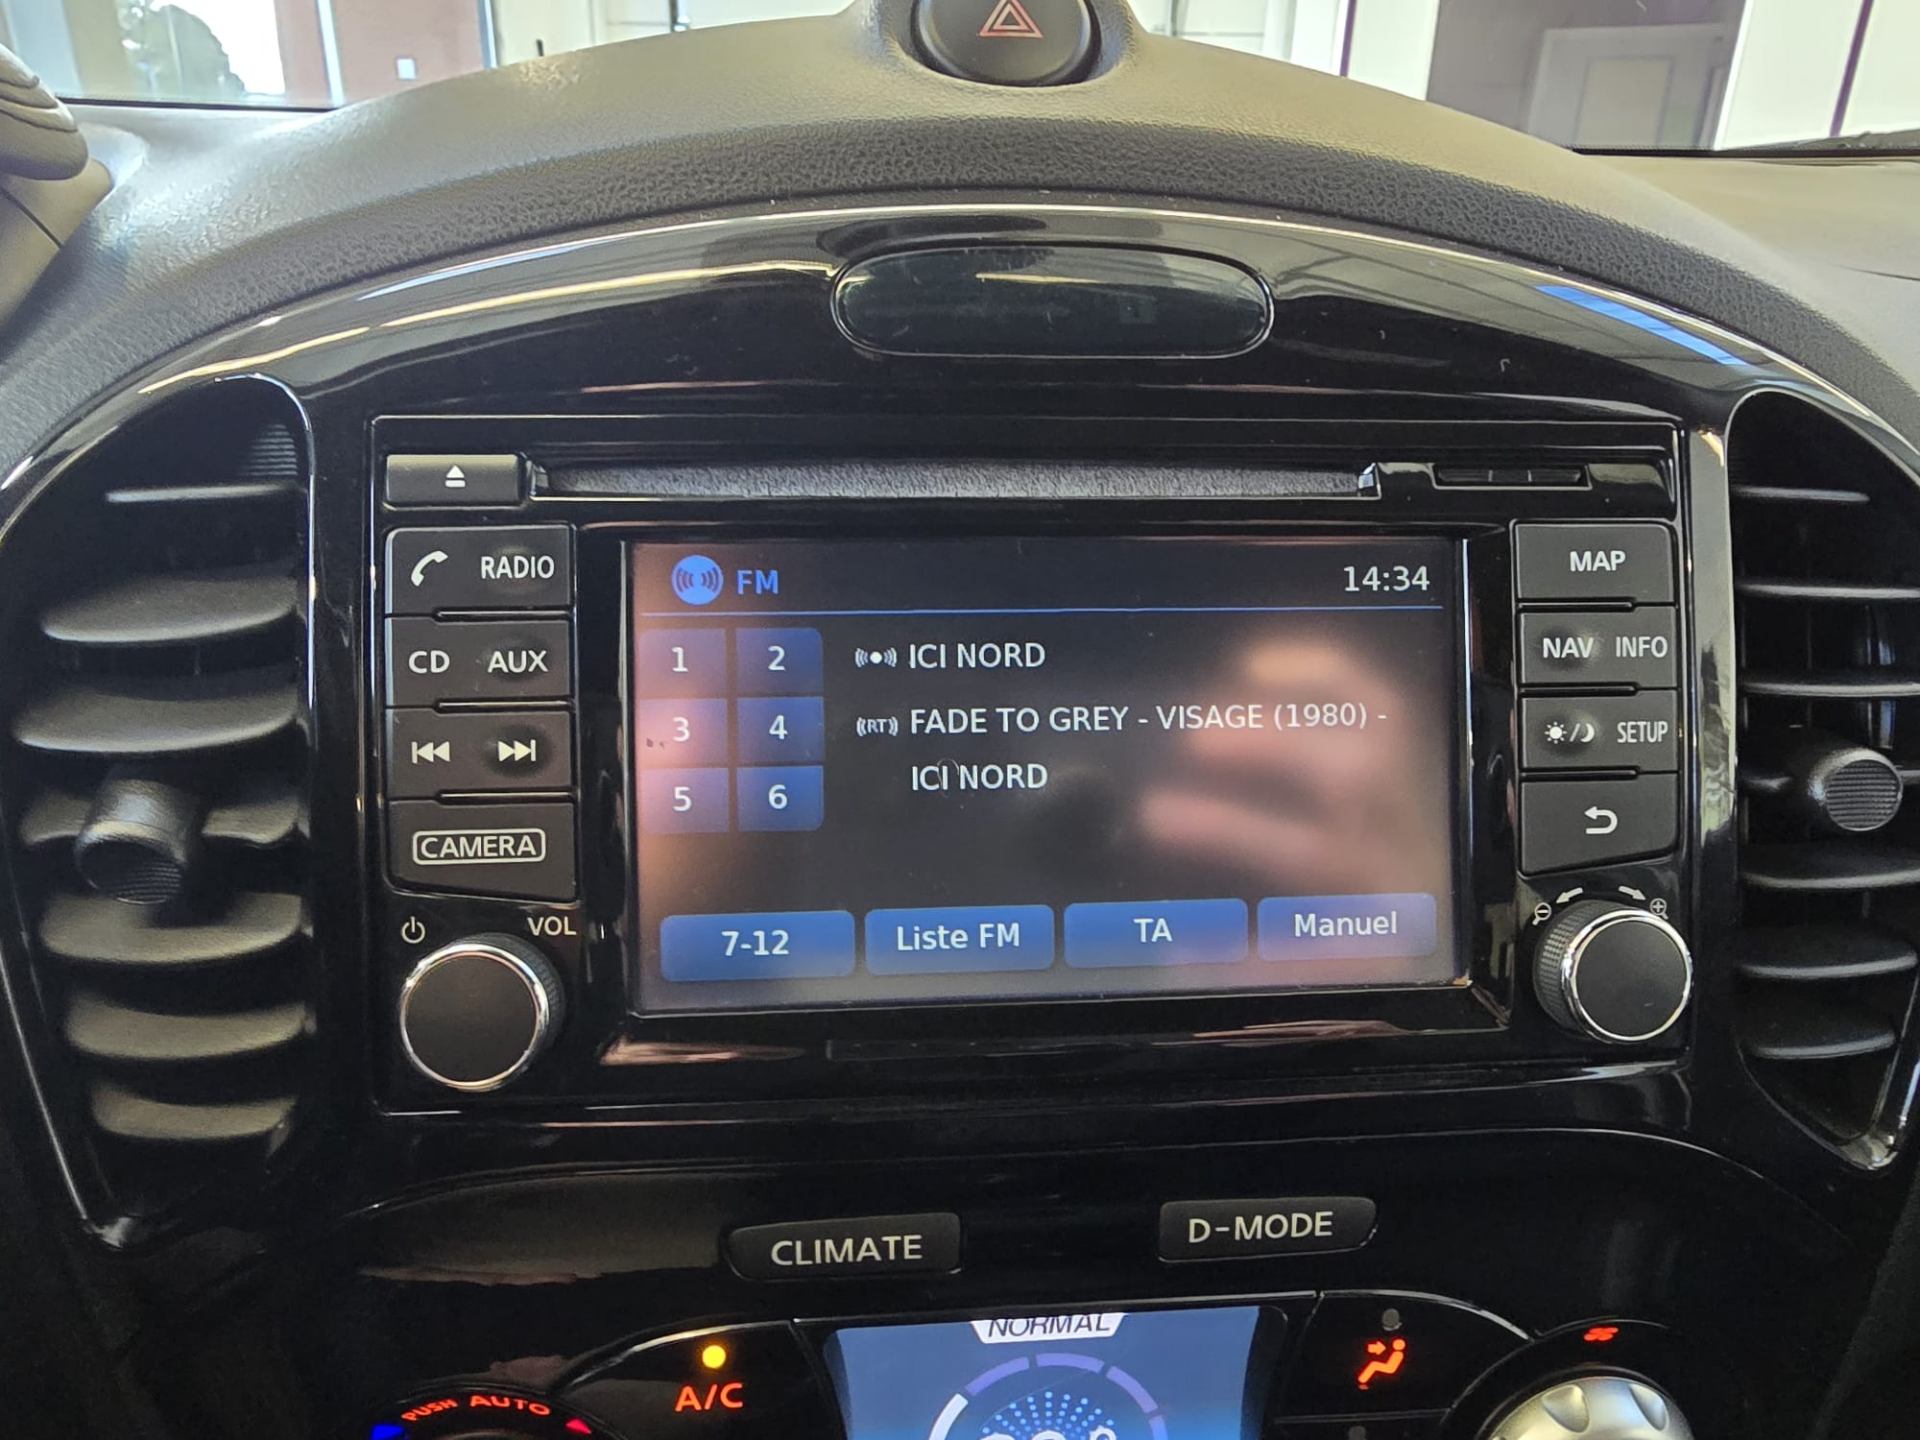 RADIO
CD AUX
CAMERA
VOL
FM 14:34
1 2
3 4
5 6
ICI NORD
RT FADE TO GREY - VISAGE (1980) -
ICI NORD
7-12 Liste FM TA Manuel
MAP
NAV INFO
SETUP
CLIMATE D-MODE
NORMAL
A/C
PUSH AUTO